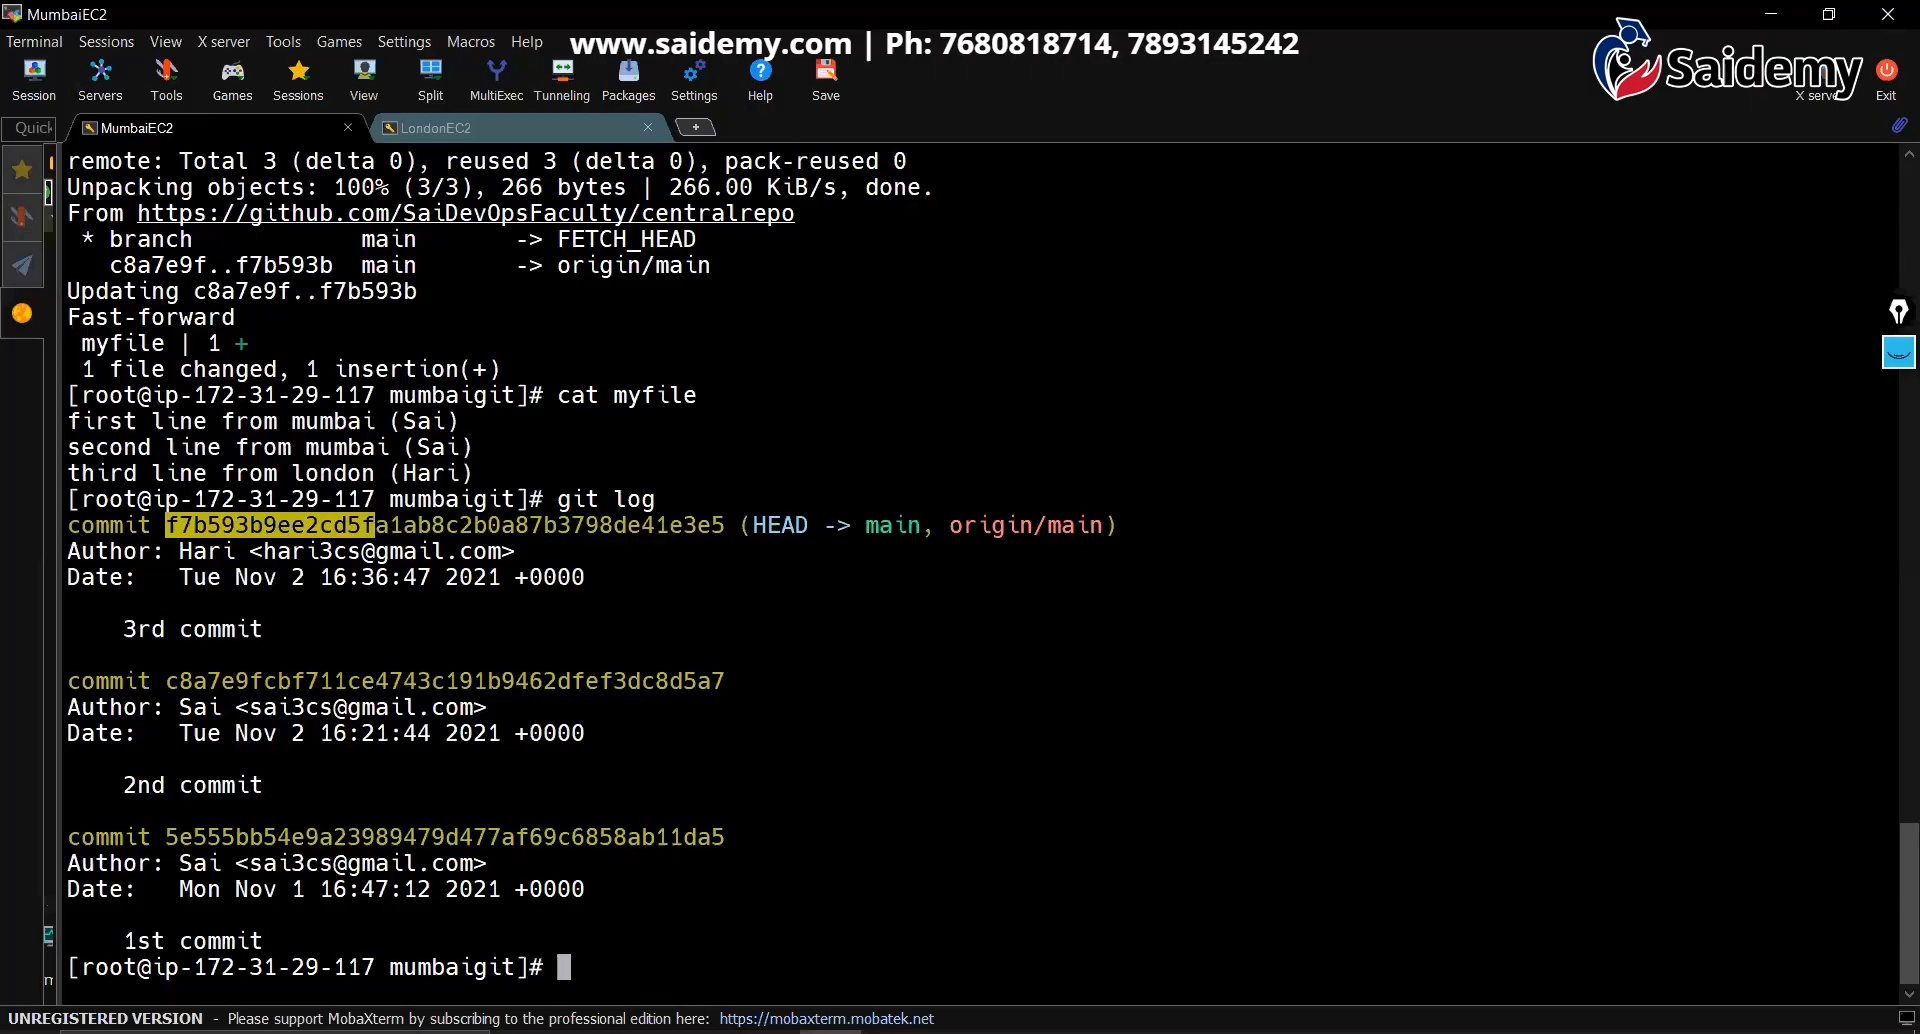 MumbaiEC2
Terminal Sessions View X server Tools Games Settings Macros Help
www.saidemy.com | Ph: 7680818714, 7893145242
Saidemy
Session Servers Tools Games Sessions View Split MultiExec Tunneling Packages Settings Help Save X serve Exit
Quick MumbaiEC2 LondonEC2
remote: Total 3 (delta 0), reused 3 (delta 0), pack-reused 0
Unpacking objects: 100% (3/3), 266 bytes | 266.00 KiB/s, done.
From https://github.com/SaiDevOpsFaculty/centralrepo
* branch main -> FETCH_HEAD
c8a7e9f..f7b593b main -> origin/main
Updating c8a7e9f..f7b593b
Fast-forward
myfile | 1 +
1 file changed, 1 insertion(+)
[root@ip-172-31-29-117 mumbaigit]# cat myfile
first line from mumbai (Sai)
second line from mumbai (Sai)
third line from london (Hari)
[root@ip-172-31-29-117 mumbaigit]# git log
commit f7b593b9ee2cd5fa1ab8c2b0a87b3798de41e3e5 (HEAD -> main, origin/main)
Author: Hari <hari3cs@gmail.com>
Date: Tue Nov 2 16:36:47 2021 +0000
3rd commit
commit c8a7e9fcbf711ce4743c191b9462dfef3dc8d5a7
Author: Sai <sai3cs@gmail.com>
Date: Tue Nov 2 16:21:44 2021 +0000
2nd commit
commit 5e555bb54e9a23989479d477af69c6858ab11da5
Author: Sai <sai3cs@gmail.com>
Date: Mon Nov 1 16:47:12 2021 +0000
1st commit
[root@ip-172-31-29-117 mumbaigit]#
UNREGISTERED VERSION - Please support MobaXterm by subscribing to the professional edition here: https://mobaxterm.mobatek.net